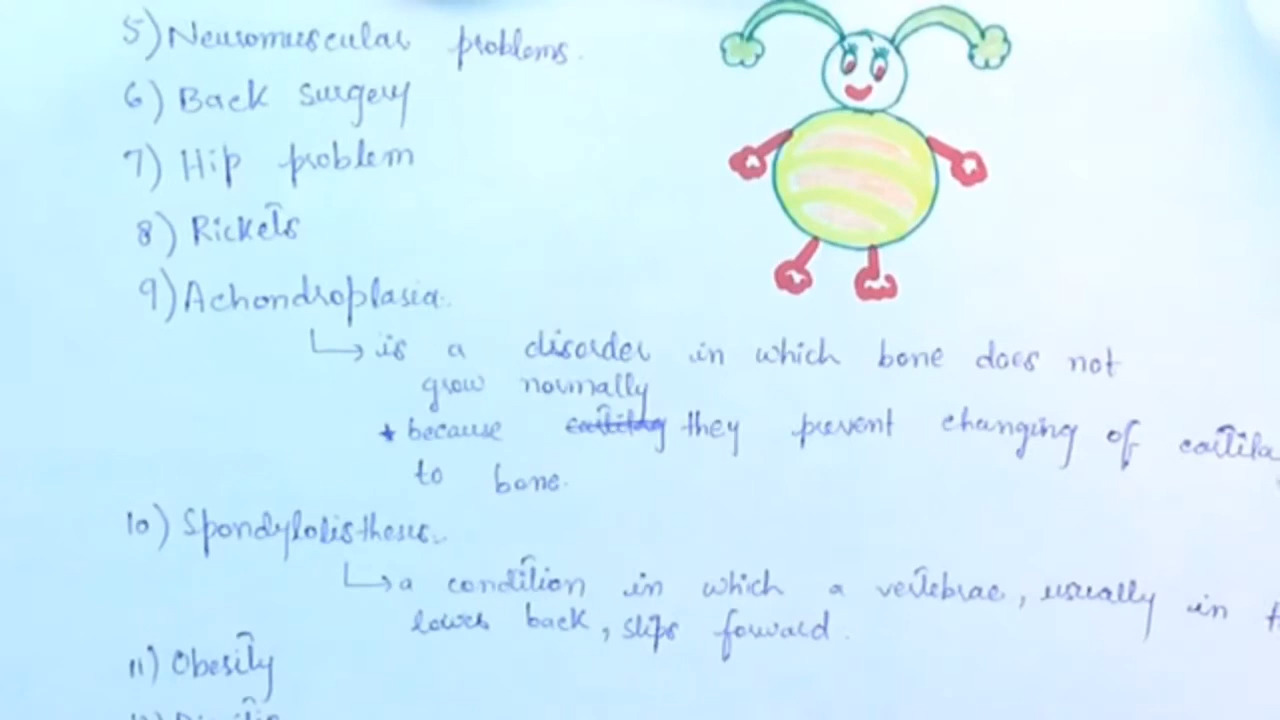 5) Neuromuscular problems.
6) Back surgery
7) Hip problem
8) Rickets
9) Achondroplasia.
↳ is a disorder in which bone does not
grow normally
* because they prevent changing of cartila
to bone.
10) Spondylolisthesis.
↳ a condition in which a vertebrae, usually in t
lower back, slips forward.
11) Obesity